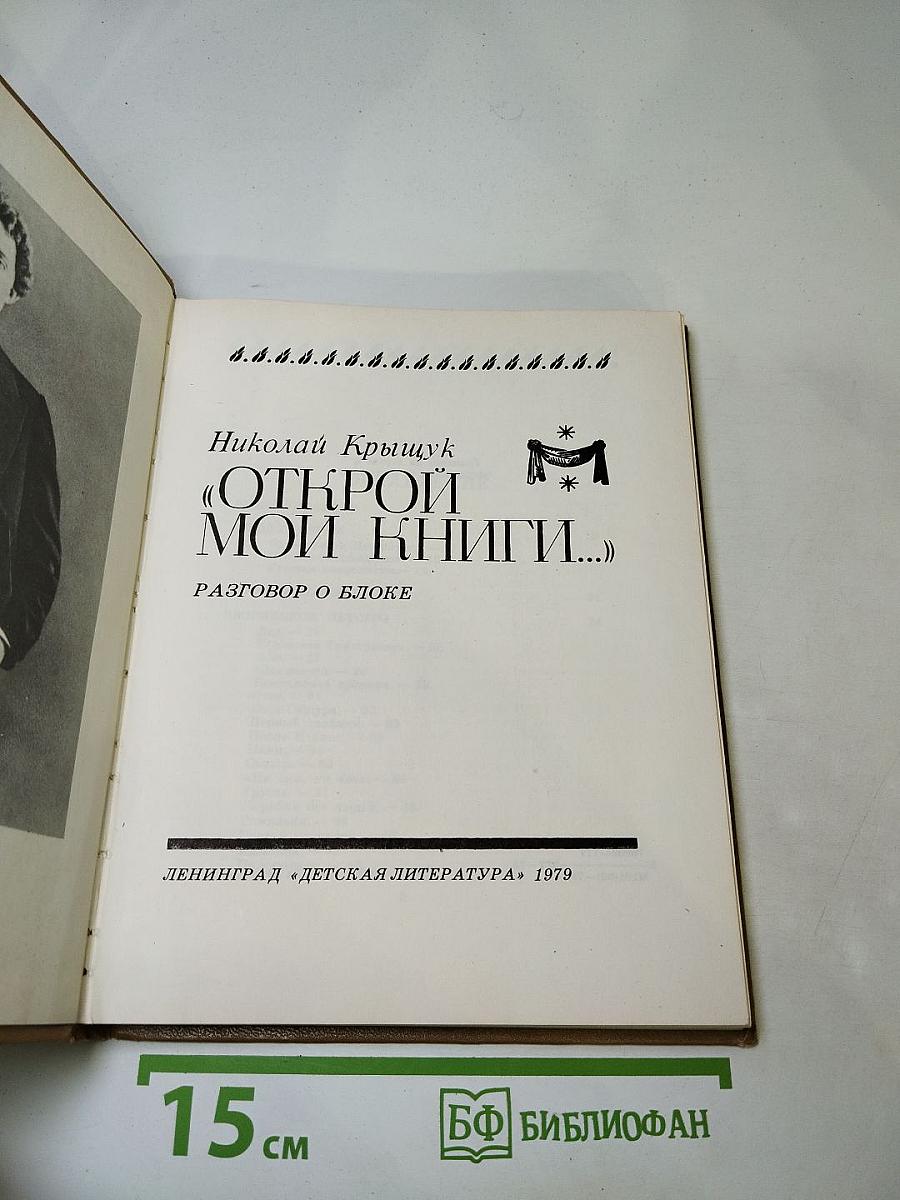 Николай Крыщук
«ОТКРОЙ
МОИ КНИГИ...»
РАЗГОВОР О БЛОКЕ
ЛЕНИНГРАД «ДЕТСКАЯ ЛИТЕРАТУРА» 1979
15 см
БФ БИБЛИОФАН